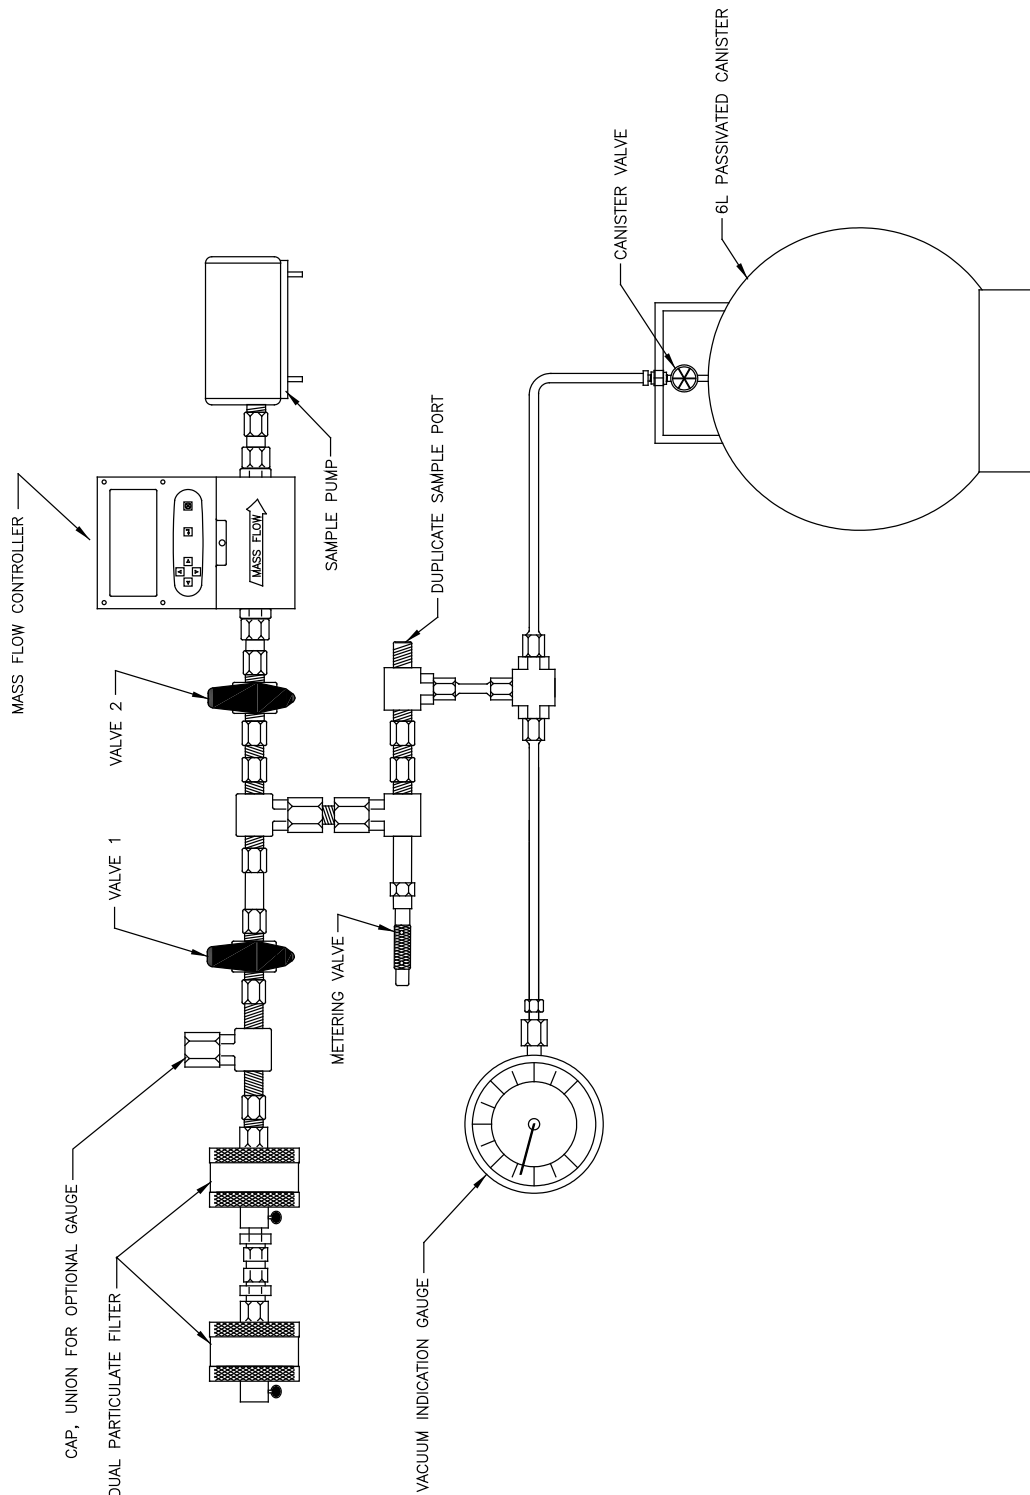 MASS FLOW CONTROLLER
VALVE 2
VALVE 1
CAP, UNION FOR OPTIONAL GAUGE
DUAL PARTICULATE FILTER
MASS FLOW
SAMPLE PUMP
METERING VALVE
DUPLICATE SAMPLE PORT
VACUUM INDICATION GAUGE
CANISTER VALVE
6L PASSIVATED CANISTER